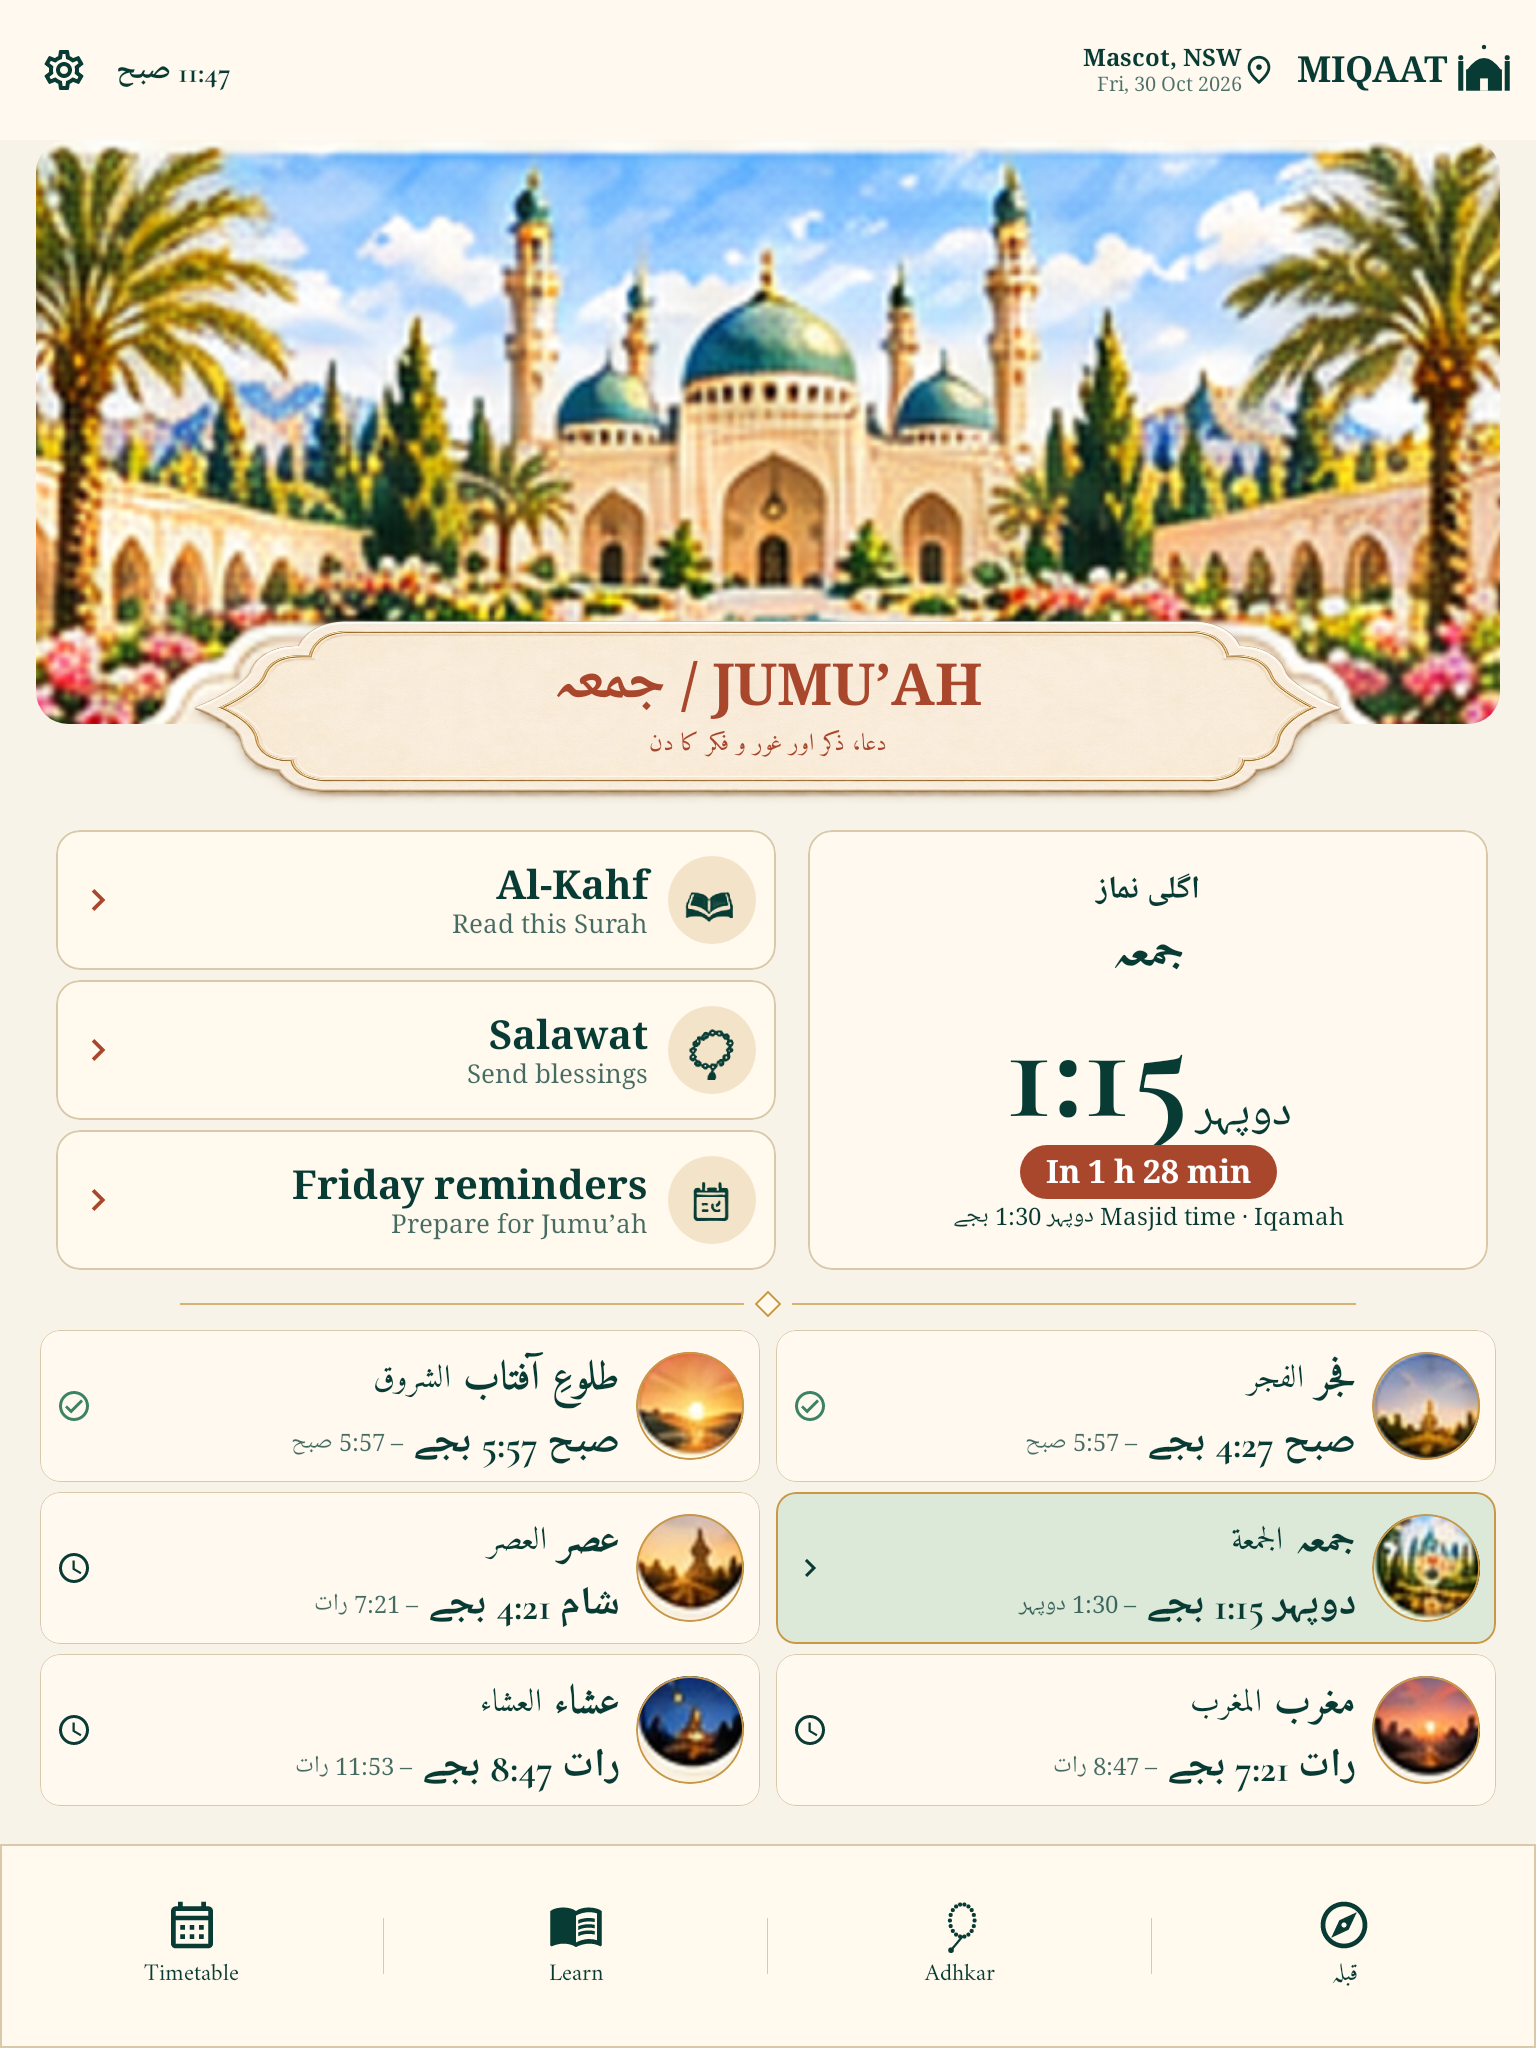 MIQAAT
Mascot, NSW
Fri, 30 Oct 2026
11:47 صبح
جمعہ / JUMU’AH
دعا، ذکر اور غور و فکر کا دن
اگلی نماز
جمعہ
1:15 دوپہر
In 1 h 28 min
Masjid time · Iqamah دوپہر 1:30 بجے
Al-Kahf
Read this Surah
Salawat
Send blessings
Friday reminders
Prepare for Jumu’ah
فجر الفجر
صبح 4:27 بجے – 5:57 صبح
طلوعِ آفتاب الشروق
صبح 5:57 بجے – 5:57 صبح
جمعہ الجمعة
دوپہر 1:15 بجے – 1:30 دوپہر
عصر العصر
شام 4:21 بجے – 7:21 رات
مغرب المغرب
رات 7:21 بجے – 8:47 رات
عشاء العشاء
رات 8:47 بجے – 11:53 رات
قبلہ
Adhkar
Learn
Timetable